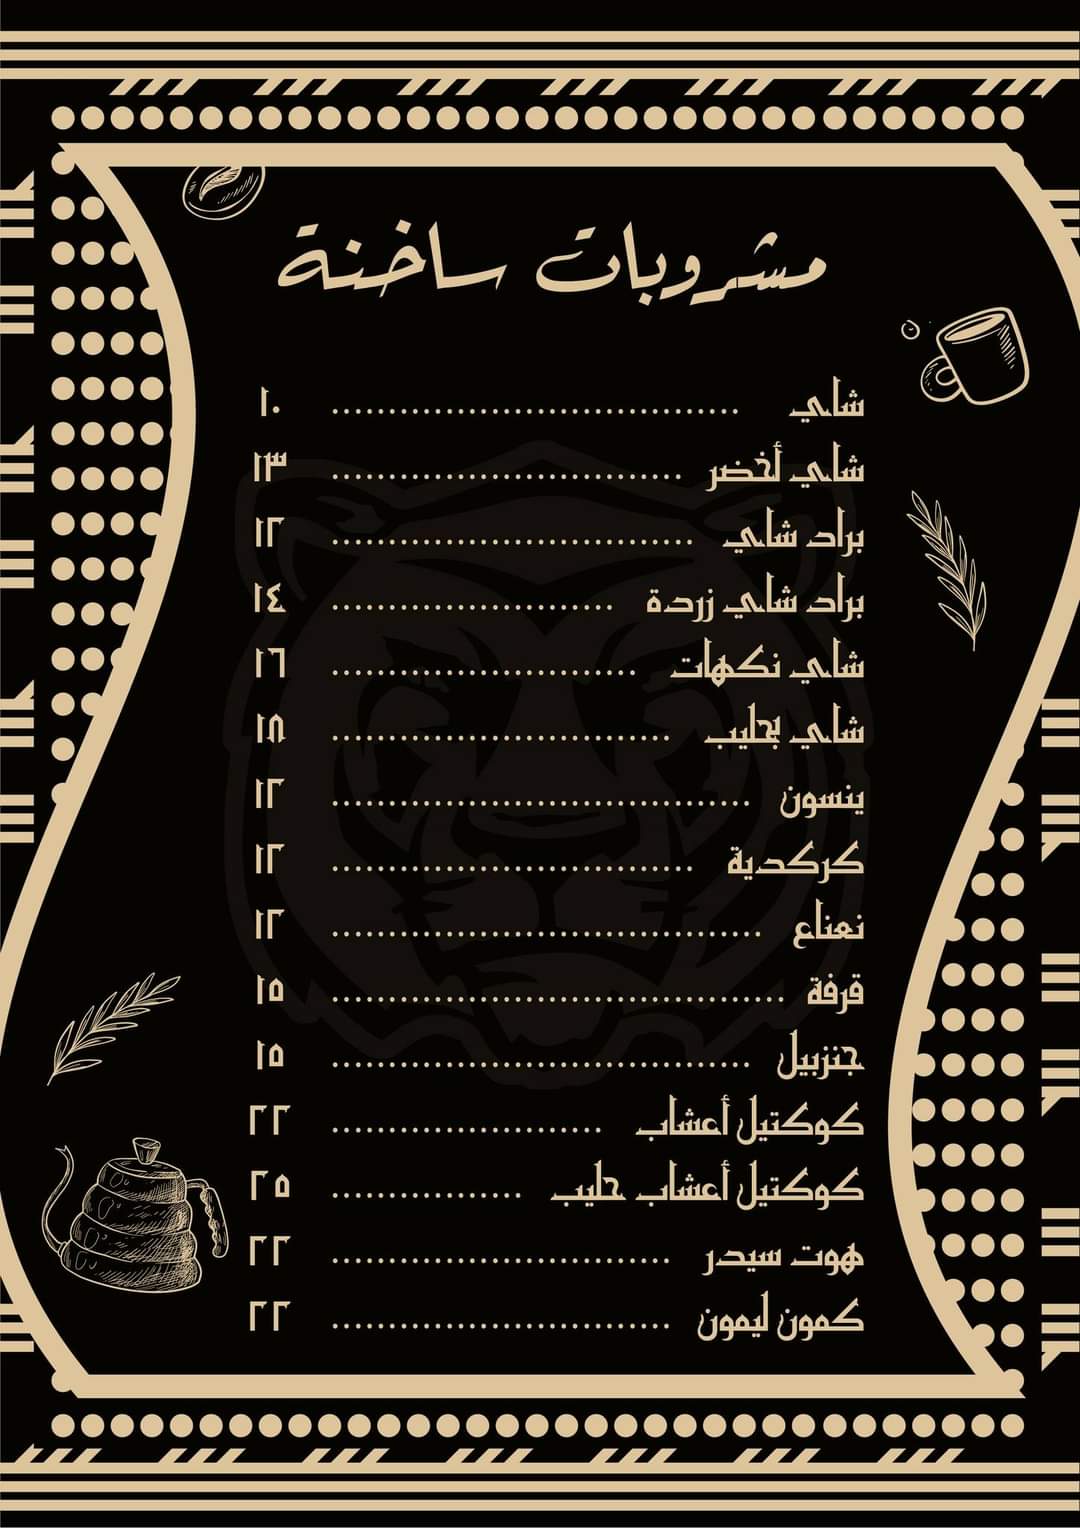 مشروبات ساخنة
شاي ..................................... ١٠
شاي أخضر ................................ ١٣
براد شاي ................................. ١٢
براد شاي زردة .......................... ١٤
شاي نكهات ............................ ١٦
شاي بحليب ............................... ١٨
ينسون ...................................... ١٢
كركدية ................................. ١٢
نعناع ....................................... ١٢
قرفة ......................................... ١٥
جنزبيل ...................................... ١٥
كوكتيل أعشاب ......................... ٢٢
كوكتيل أعشاب حليب ................. ٢٥
هوت سيدر ............................... ٢٢
كمون ليمون ............................... ٢٢